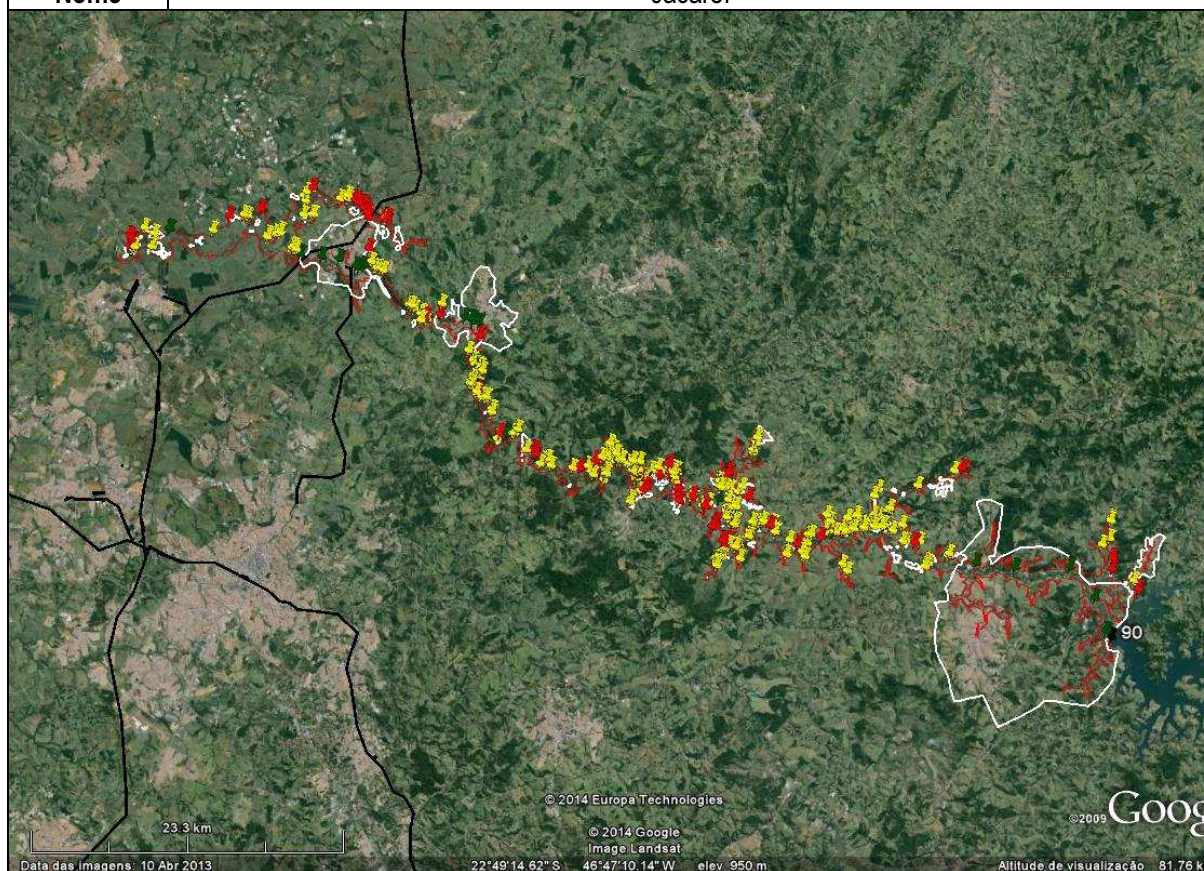 90
© 2014 Europa Technologies
23.3 km
© 2014 Google
Image Landsat
©2009 Goog
Data das imagens: 10 Abr 2013 22°49'14.62" S 46°47'10.14" W elev 950 m Altitude de visualização 81.76 k